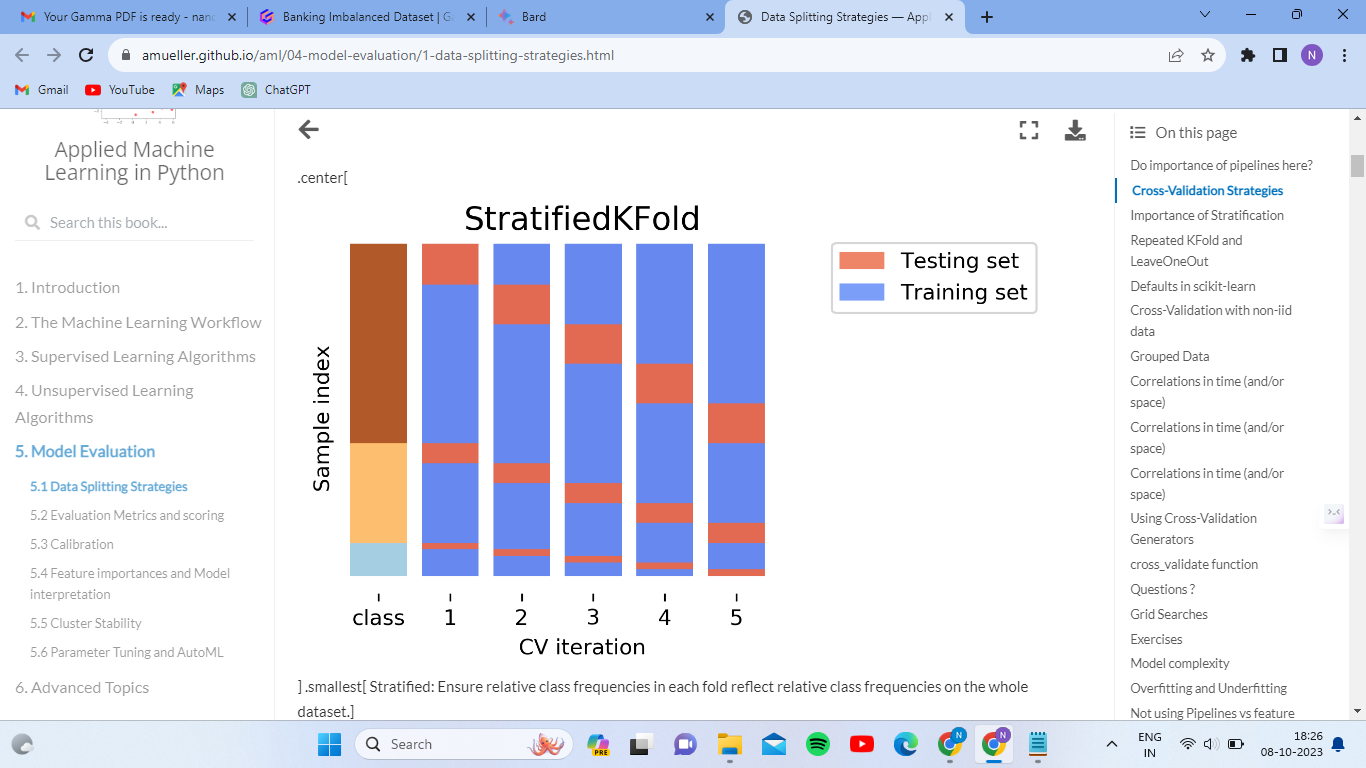 Your Gamma PDF is ready - nanc
Banking Imbalanced Dataset | Ga
Bard
Data Splitting Strategies — Appl
amueller.github.io/aml/04-model-evaluation/1-data-splitting-strategies.html
N
Gmail
YouTube
Maps
ChatGPT
Applied Machine
Learning in Python
Search this book...
1. Introduction
2. The Machine Learning Workflow
3. Supervised Learning Algorithms
4. Unsupervised Learning
Algorithms
5. Model Evaluation
5.1 Data Splitting Strategies
5.2 Evaluation Metrics and scoring
5.3 Calibration
5.4 Feature importances and Model
interpretation
5.5 Cluster Stability
5.6 Parameter Tuning and AutoML
6. Advanced Topics
.center[
StratifiedKFold
Testing set
Training set
Sample index
class 1 2 3 4 5
CV iteration
] .smallest[ Stratified: Ensure relative class frequencies in each fold reflect relative class frequencies on the whole
dataset.]
On this page
Do importance of pipelines here?
Cross-Validation Strategies
Importance of Stratification
Repeated KFold and
LeaveOneOut
Defaults in scikit-learn
Cross-Validation with non-iid
data
Grouped Data
Correlations in time (and/or
space)
Correlations in time (and/or
space)
Correlations in time (and/or
space)
Using Cross-Validation
Generators
cross_validate function
Questions ?
Grid Searches
Exercises
Model complexity
Overfitting and Underfitting
Not using Pipelines vs feature
Search
PRE
N
N
ENG
IN
18:26
08-10-2023